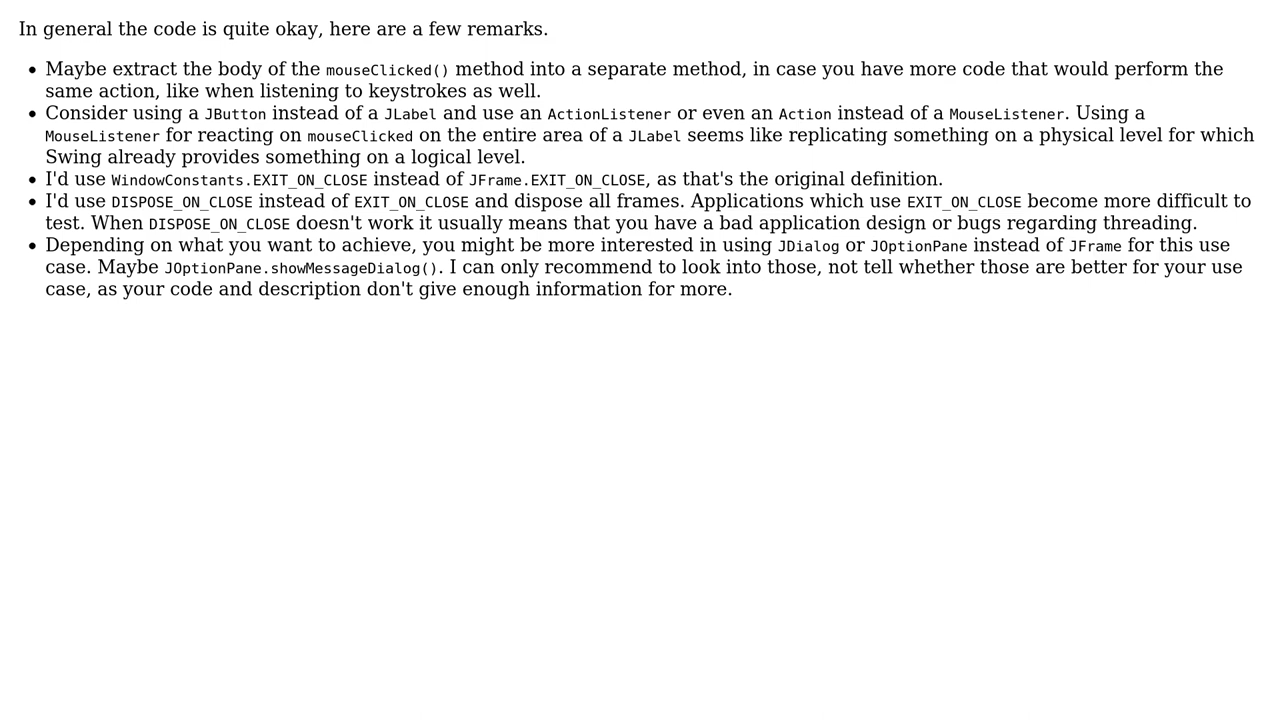 In general the code is quite okay, here are a few remarks.
• Maybe extract the body of the mouseClicked() method into a separate method, in case you have more code that would perform the
same action, like when listening to keystrokes as well.
• Consider using a JButton instead of a JLabel and use an ActionListener or even an Action instead of a MouseListener. Using a
MouseListener for reacting on mouseClicked on the entire area of a JLabel seems like replicating something on a physical level for which
Swing already provides something on a logical level.
• I'd use WindowConstants.EXIT_ON_CLOSE instead of JFrame.EXIT_ON_CLOSE, as that's the original definition.
• I'd use DISPOSE_ON_CLOSE instead of EXIT_ON_CLOSE and dispose all frames. Applications which use EXIT_ON_CLOSE become more difficult to
test. When DISPOSE_ON_CLOSE doesn't work it usually means that you have a bad application design or bugs regarding threading.
• Depending on what you want to achieve, you might be more interested in using JDialog or JOptionPane instead of JFrame for this use
case. Maybe JOptionPane.showMessageDialog(). I can only recommend to look into those, not tell whether those are better for your use
case, as your code and description don't give enough information for more.